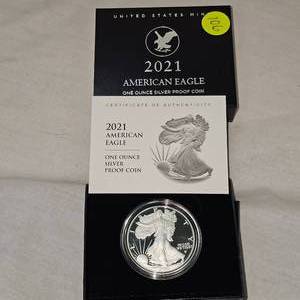 UNITED STATES MINT
2021
AMERICAN EAGLE
ONE OUNCE SILVER PROOF COIN
CERTIFICATE OF AUTHENTICITY
2021
AMERICAN
EAGLE
ONE OUNCE
SILVER
PROOF COIN